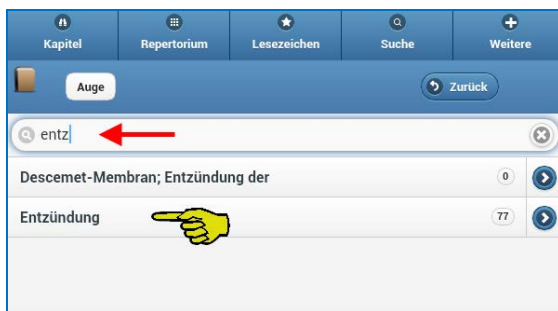 Kapitel Repertorium Lesezeichen Suche Weitere
Auge Zurück
entz
Descemet-Membran; Entzündung der 0
Entzündung 77